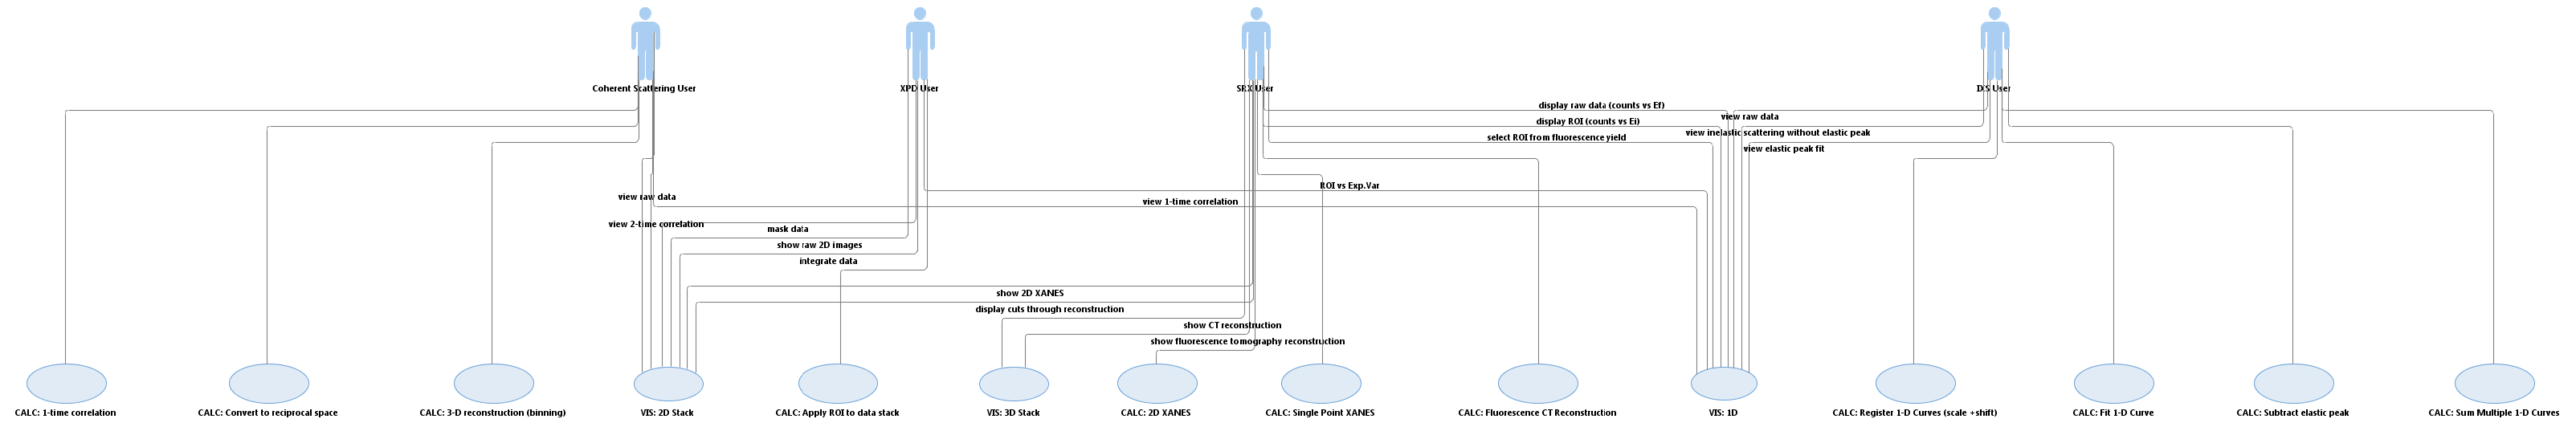 Coherent Scattering User
XPD User
SRX User
DIS User
display raw data (counts vs Ef)
view raw data
display ROI (counts vs Ei)
view inelastic scattering without elastic peak
select ROI from fluorescence yield
view elastic peak fit
ROI vs Exp.Var
view raw data
view 1-time correlation
view 2-time correlation
mask data
show raw 2D images
integrate data
show 2D XANES
display cuts through reconstruction
show CT reconstruction
show fluorescence tomography reconstruction
CALC: 1-time correlation
CALC: Convert to reciprocal space
CALC: 3-D reconstruction (binning)
VIS: 2D Stack
CALC: Apply ROI to data stack
VIS: 3D Stack
CALC: 2D XANES
CALC: Single Point XANES
CALC: Fluorescence CT Reconstruction
VIS: 1D
CALC: Register 1-D Curves (scale +shift)
CALC: Fit 1-D Curve
CALC: Subtract elastic peak
CALC: Sum Multiple 1-D Curves